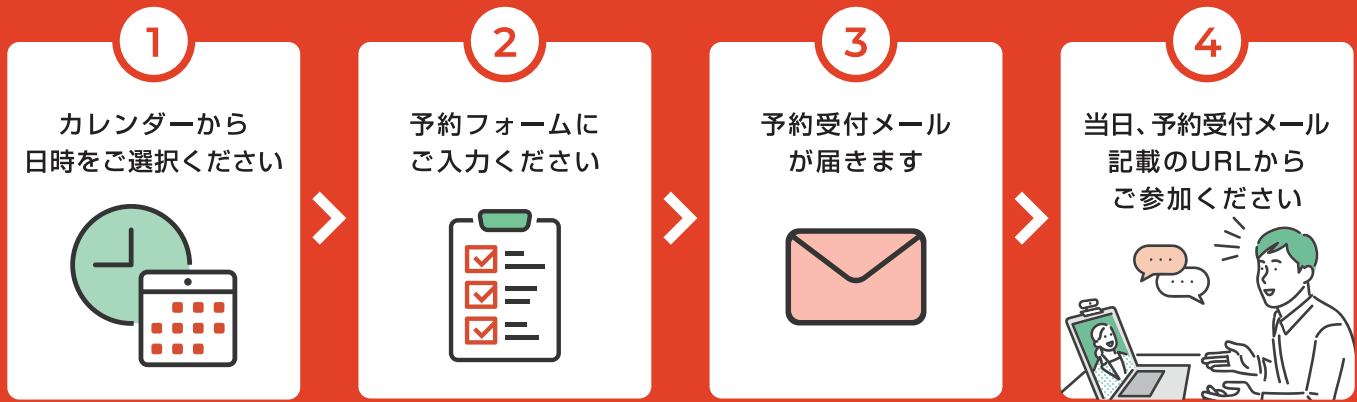 1
カレンダーから
日時をご選択ください
2
予約フォームに
ご入力ください
3
予約受付メール
が届きます
4
当日、予約受付メール
記載のURLから
ご参加ください